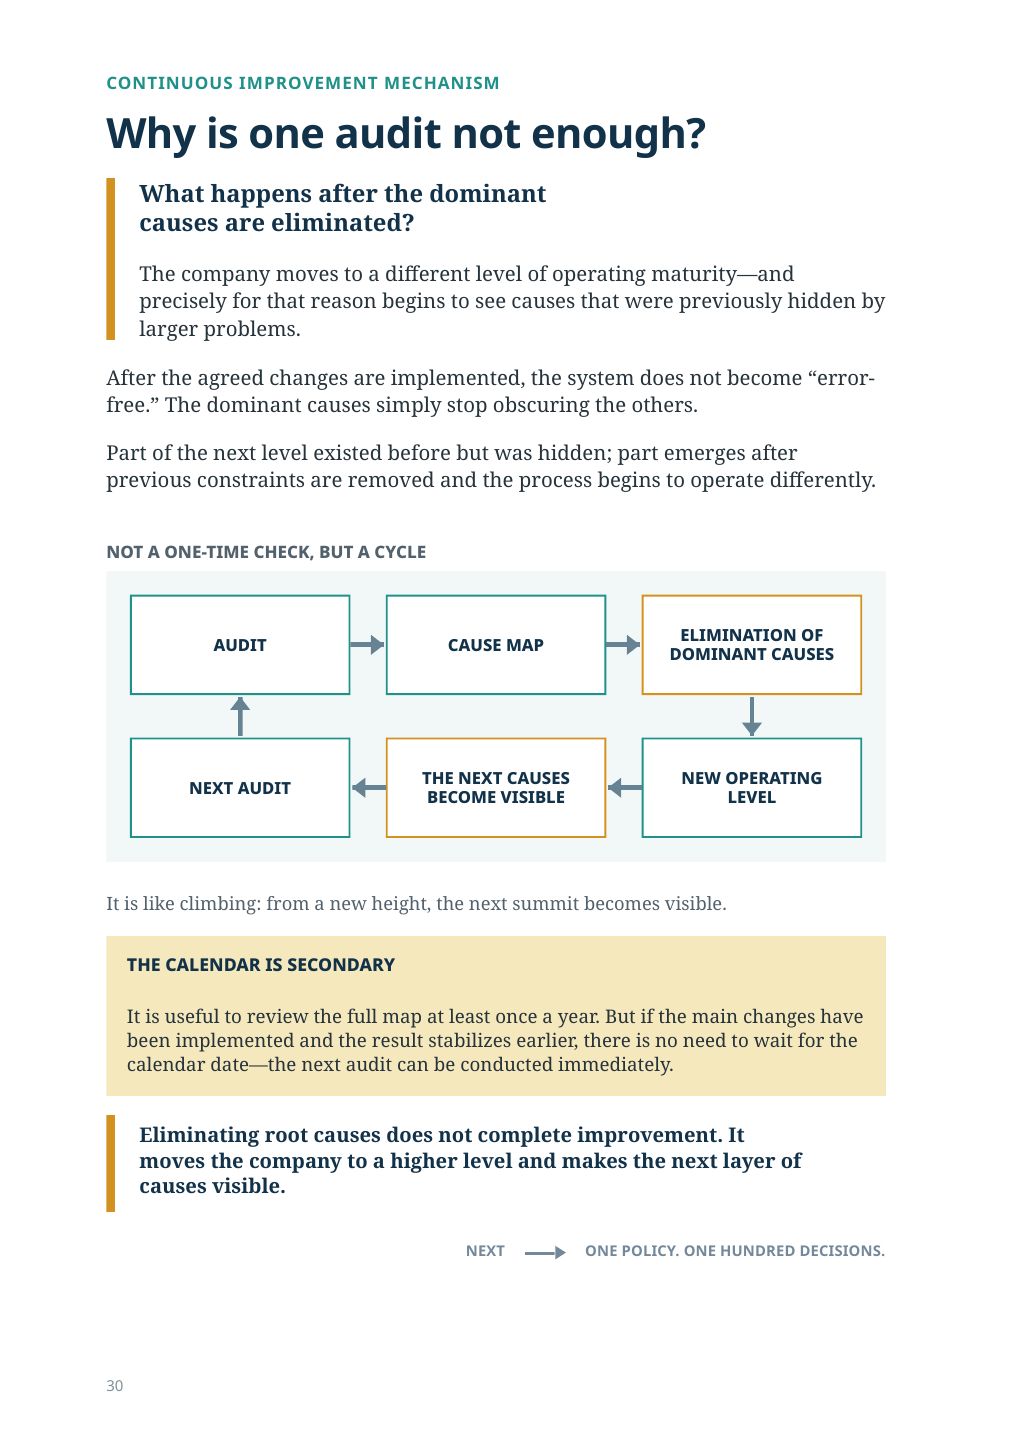 CONTINUOUS IMPROVEMENT MECHANISM
Why is one audit not enough?
What happens after the dominant
causes are eliminated?
The company moves to a different level of operating maturity—and
precisely for that reason begins to see causes that were previously hidden by
larger problems.
After the agreed changes are implemented, the system does not become “error-
free.” The dominant causes simply stop obscuring the others.
Part of the next level existed before but was hidden; part emerges after
previous constraints are removed and the process begins to operate differently.
NOT A ONE-TIME CHECK, BUT A CYCLE
AUDIT
CAUSE MAP
ELIMINATION OF
DOMINANT CAUSES
NEXT AUDIT
THE NEXT CAUSES
BECOME VISIBLE
NEW OPERATING
LEVEL
It is like climbing: from a new height, the next summit becomes visible.
THE CALENDAR IS SECONDARY
It is useful to review the full map at least once a year. But if the main changes have
been implemented and the result stabilizes earlier, there is no need to wait for the
calendar date—the next audit can be conducted immediately.
Eliminating root causes does not complete improvement. It
moves the company to a higher level and makes the next layer of
causes visible.
NEXT ONE POLICY. ONE HUNDRED DECISIONS.
30